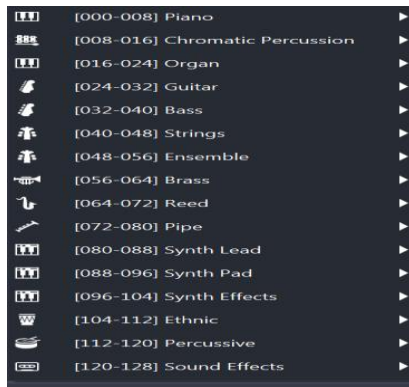 [000-008] Piano
[008-016] Chromatic Percussion
[016-024] Organ
[024-032] Guitar
[032-040] Bass
[040-048] Strings
[048-056] Ensemble
[056-064] Brass
[064-072] Reed
[072-080] Pipe
[080-088] Synth Lead
[088-096] Synth Pad
[096-104] Synth Effects
[104-112] Ethnic
[112-120] Percussive
[120-128] Sound Effects